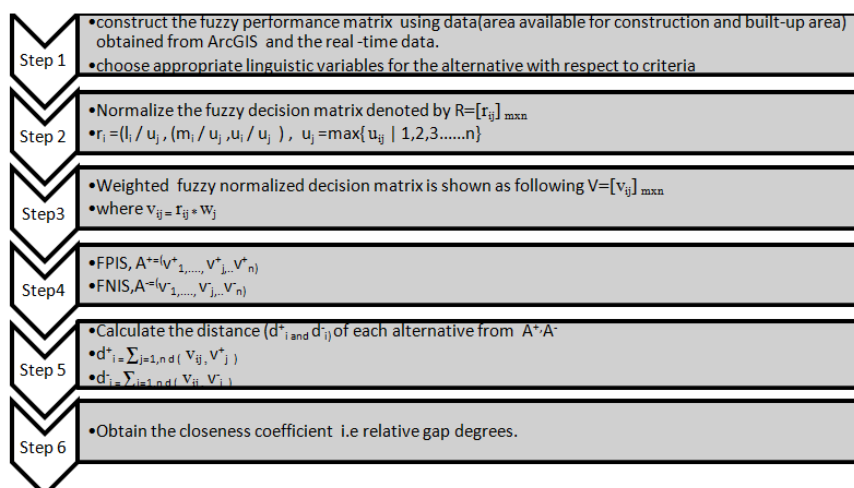 Step 1
•construct the fuzzy performance matrix using data(area available for construction and built-up area)
obtained from ArcGIS and the real -time data.
•choose appropriate linguistic variables for the alternative with respect to criteria
Step 2
•Normalize the fuzzy decision matrix denoted by R=[rij] mxn
•ri =(li / uj , (mi / uj ,ui / uj ) , uj =max{uij | 1,2,3......n}
Step3
•Weighted fuzzy normalized decision matrix is shown as following V=[vij] mxn
•where vij = rij * wj
Step4
•FPIS, A+=(v+1,....., v+j,..v+n)
•FNIS,A-=(v-1,....., v-j,..v-n)
Step 5
•Calculate the distance (d+i and d-i) of each alternative from A+,A-
•d+i = ∑j=1,n d ( vij , v+j )
•d-i = ∑j=1,n d ( vij, v-j )
Step 6
•Obtain the closeness coefficient i.e relative gap degrees.